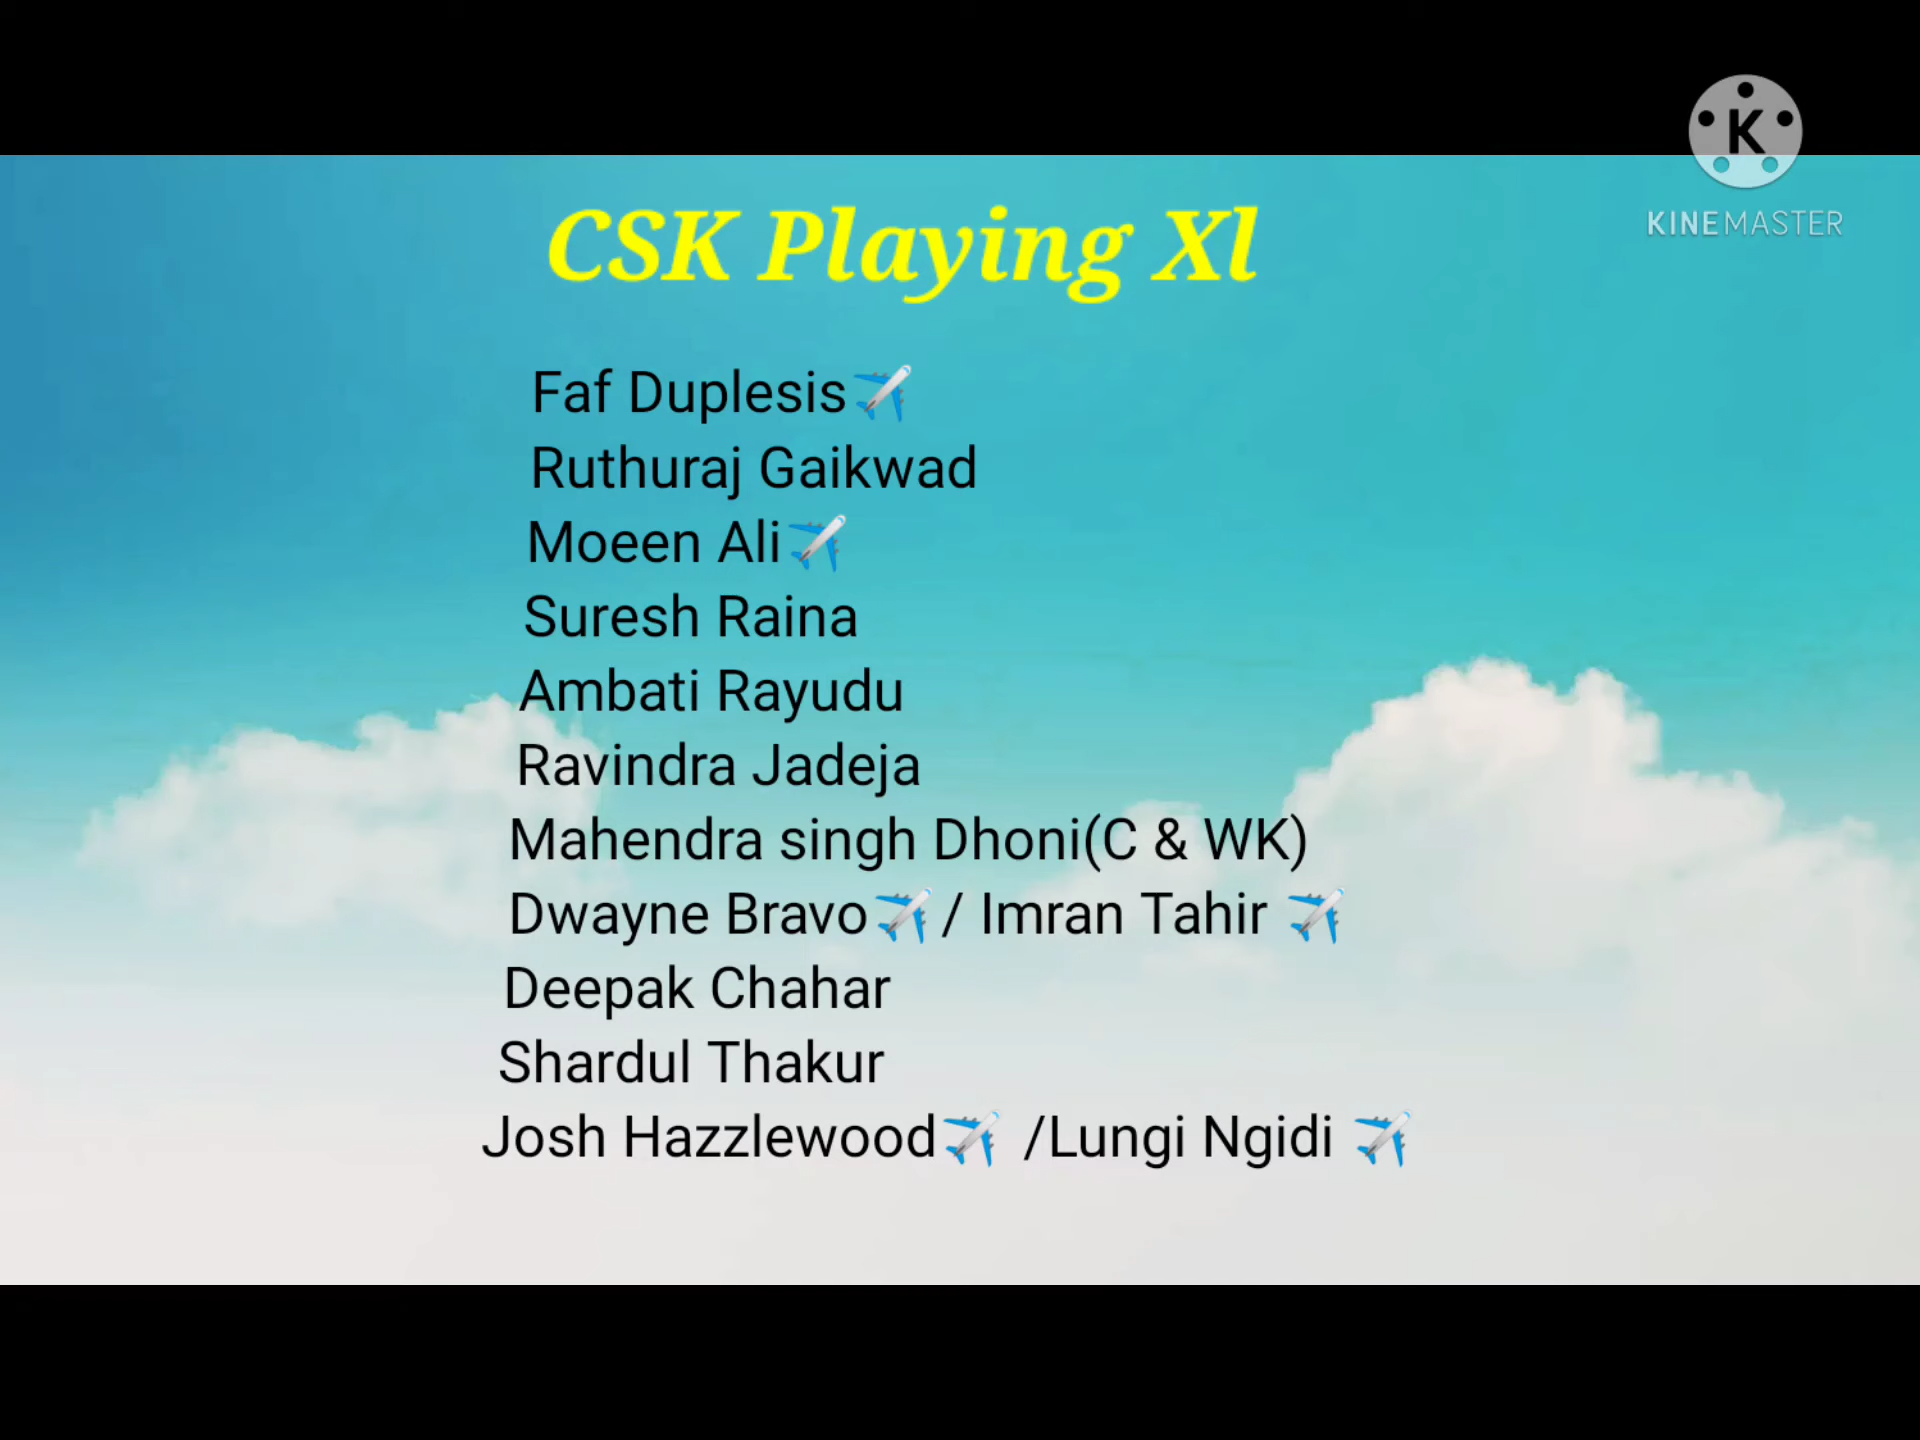 K
KINEMASTER
CSK Playing Xl
Faf Duplesis✈️
Ruthuraj Gaikwad
Moeen Ali✈️
Suresh Raina
Ambati Rayudu
Ravindra Jadeja
Mahendra singh Dhoni(C & WK)
Dwayne Bravo✈️/ Imran Tahir ✈️
Deepak Chahar
Shardul Thakur
Josh Hazzlewood✈️ /Lungi Ngidi ✈️